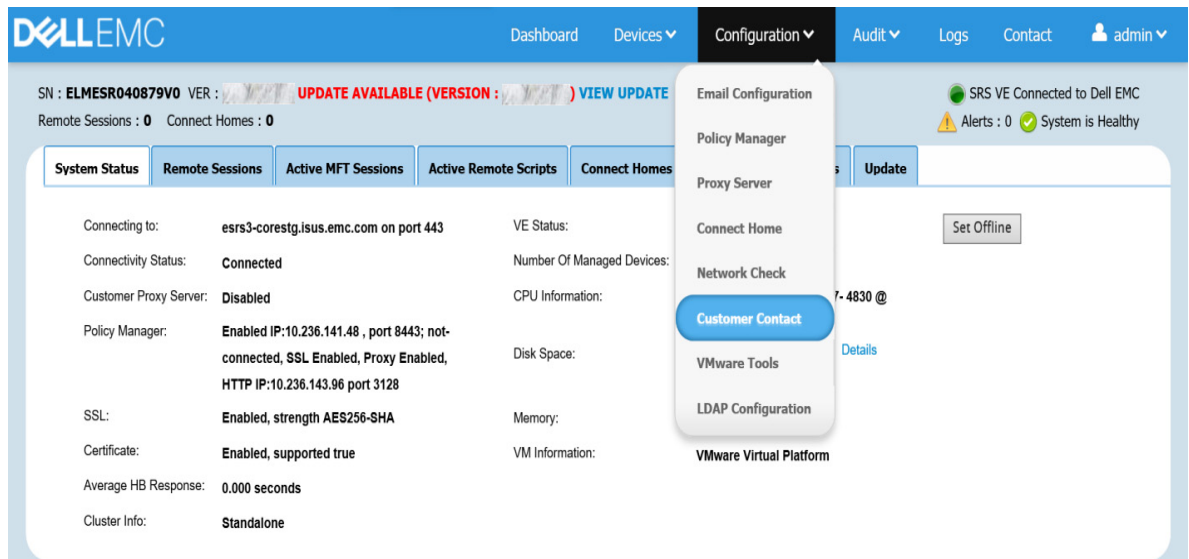 DELLEMC
Dashboard Devices Configuration Audit Logs Contact admin
SN : ELMESR040879V0 VER : UPDATE AVAILABLE (VERSION : ) VIEW UPDATE
SRS VE Connected to Dell EMC
Remote Sessions : 0 Connect Homes : 0
Alerts : 0 System is Healthy
System Status Remote Sessions Active MFT Sessions Active Remote Scripts Connect Homes Update
Email Configuration
Policy Manager
Proxy Server
Connect Home
Network Check
Customer Contact
VMware Tools
LDAP Configuration
Connecting to: esrs3-corestg.isus.emc.com on port 443
Connectivity Status: Connected
Customer Proxy Server: Disabled
Policy Manager: Enabled IP:10.236.141.48 , port 8443; not-
connected, SSL Enabled, Proxy Enabled,
HTTP IP:10.236.143.96 port 3128
SSL: Enabled, strength AES256-SHA
Certificate: Enabled, supported true
Average HB Response: 0.000 seconds
Cluster Info: Standalone
VE Status:
Number Of Managed Devices:
CPU Information: 7- 4830 @
Disk Space: Details
Memory:
VM Information: VMware Virtual Platform
Set Offline